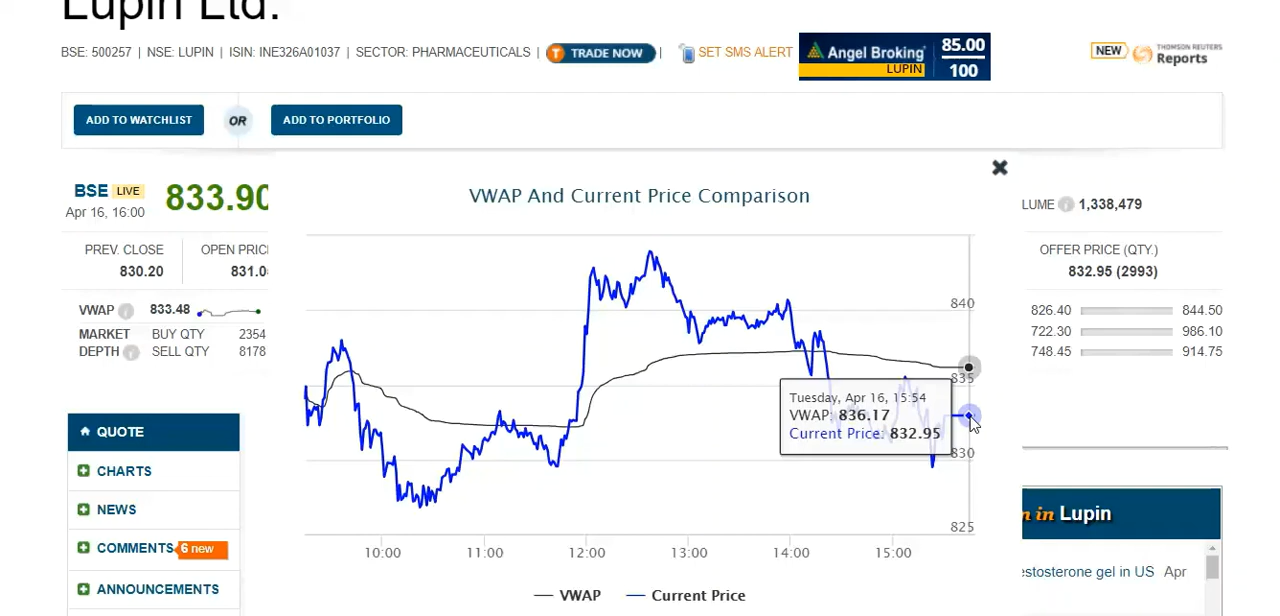 Lupin Ltd.
BSE: 500257 | NSE: LUPIN | ISIN: INE326A01037 | SECTOR: PHARMACEUTICALS | T TRADE NOW | SET SMS ALERT
Angel Broking 85.00
LUPIN 100
NEW THOMSON REUTERS
Reports
ADD TO WATCHLIST OR ADD TO PORTFOLIO
BSE LIVE 833.90
Apr 16, 16:00
PREV. CLOSE OPEN PRIC
830.20 831.0
VWAP i 833.48
MARKET BUY QTY 2354
DEPTH i SELL QTY 8178
VWAP And Current Price Comparison
840
835
830
825
Tuesday, Apr 16, 15:54
VWAP: 836.17
Current Price: 832.95
10:00 11:00 12:00 13:00 14:00 15:00
VWAP Current Price
LUME i 1,338,479
OFFER PRICE (QTY.)
832.95 (2993)
826.40 844.50
722.30 986.10
748.45 914.75
QUOTE
CHARTS
NEWS
COMMENTS 6 new
ANNOUNCEMENTS
n in Lupin
estosterone gel in US Apr